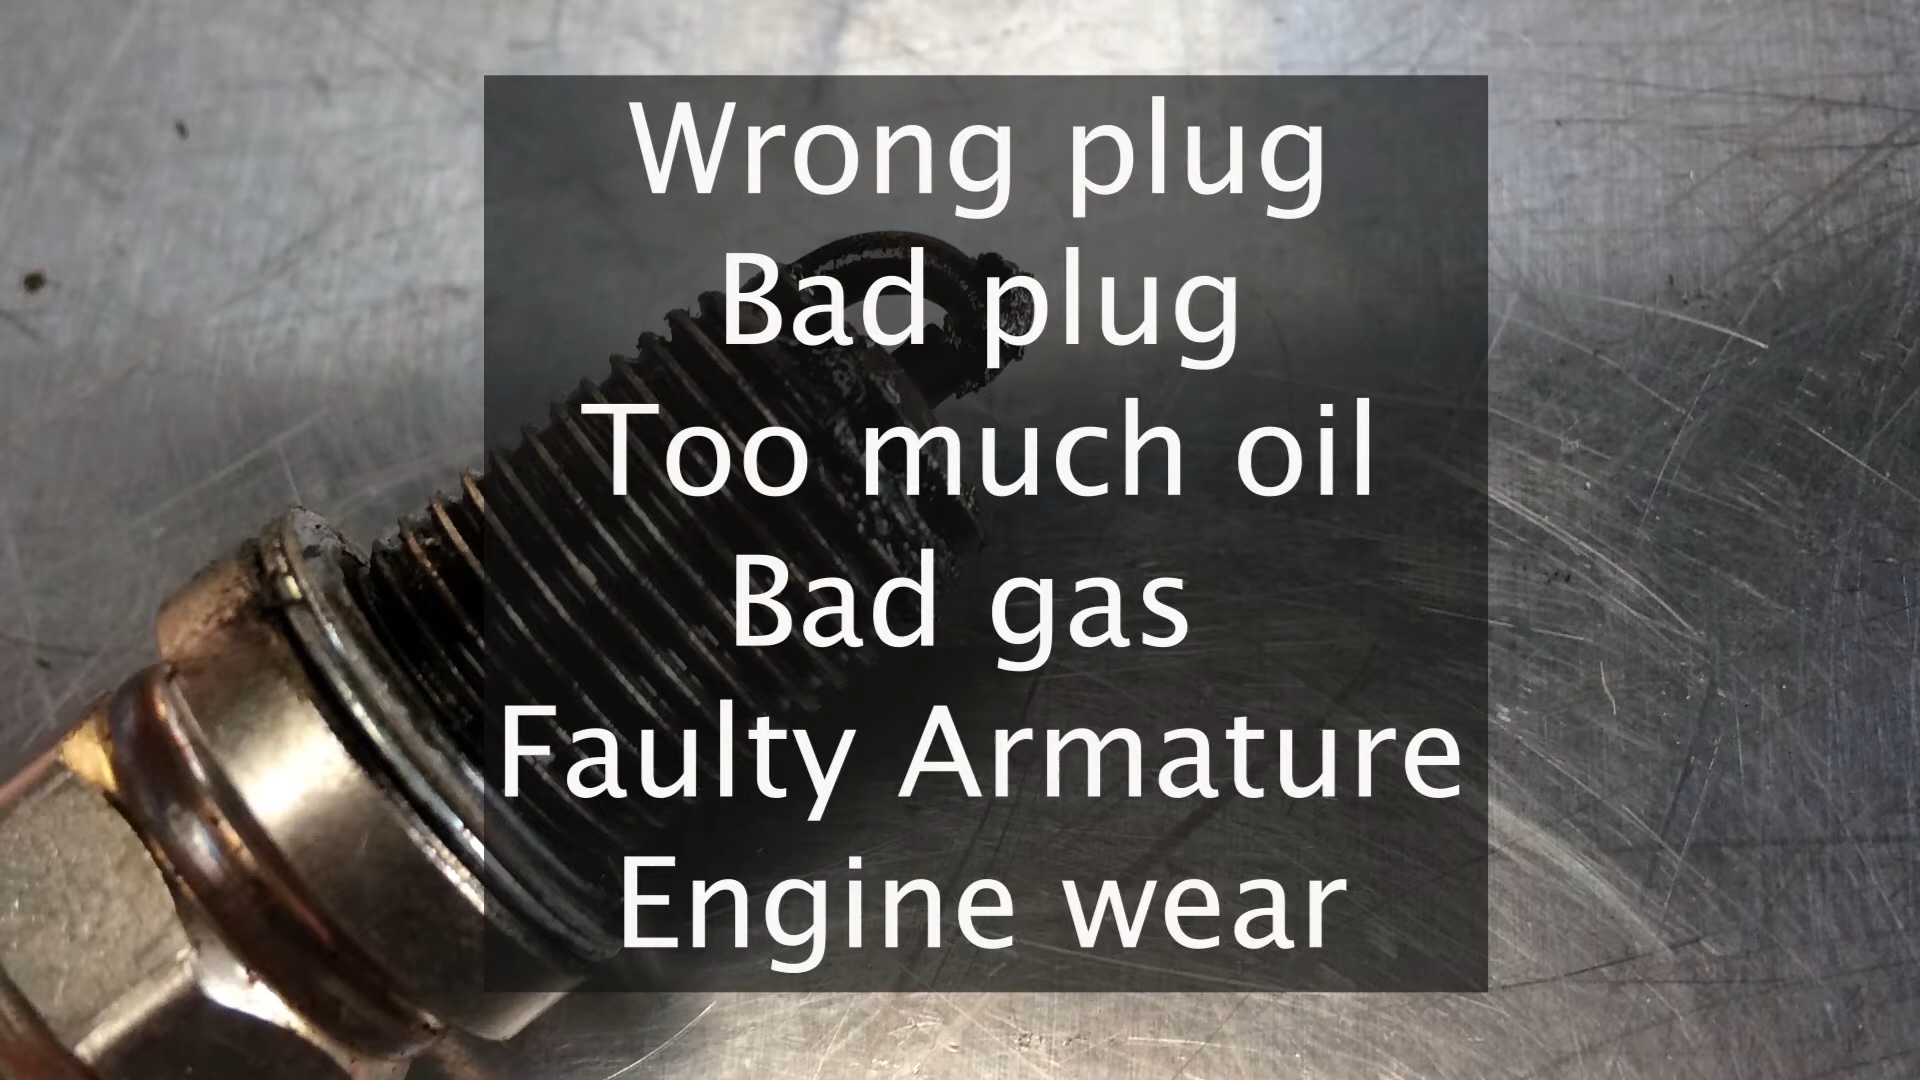 Wrong plug
Bad plug
Too much oil
Bad gas
Faulty Armature
Engine wear